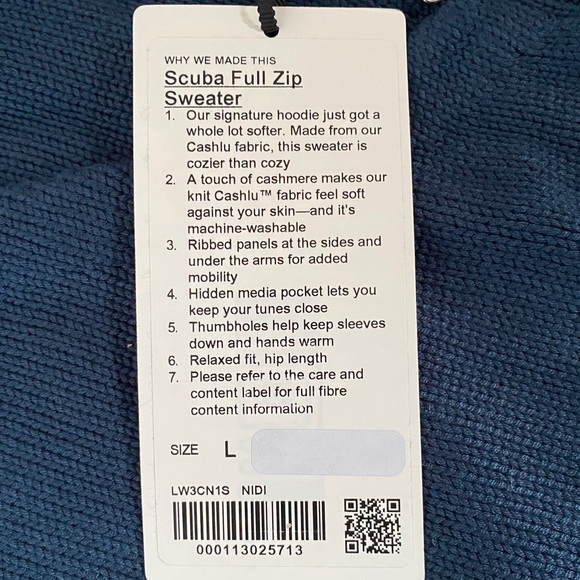 WHY WE MADE THIS
Scuba Full Zip
Sweater
1. Our signature hoodie just got a
whole lot softer. Made from our
Cashlu fabric, this sweater is
cozier than cozy
2. A touch of cashmere makes our
knit Cashlu™ fabric feel soft
against your skin—and it's
machine-washable
3. Ribbed panels at the sides and
under the arms for added
mobility
4. Hidden media pocket lets you
keep your tunes close
5. Thumbholes help keep sleeves
down and hands warm
6. Relaxed fit, hip length
7. Please refer to the care and
content label for full fibre
content information
SIZE L
LW3CN1S NIDI
000113025713